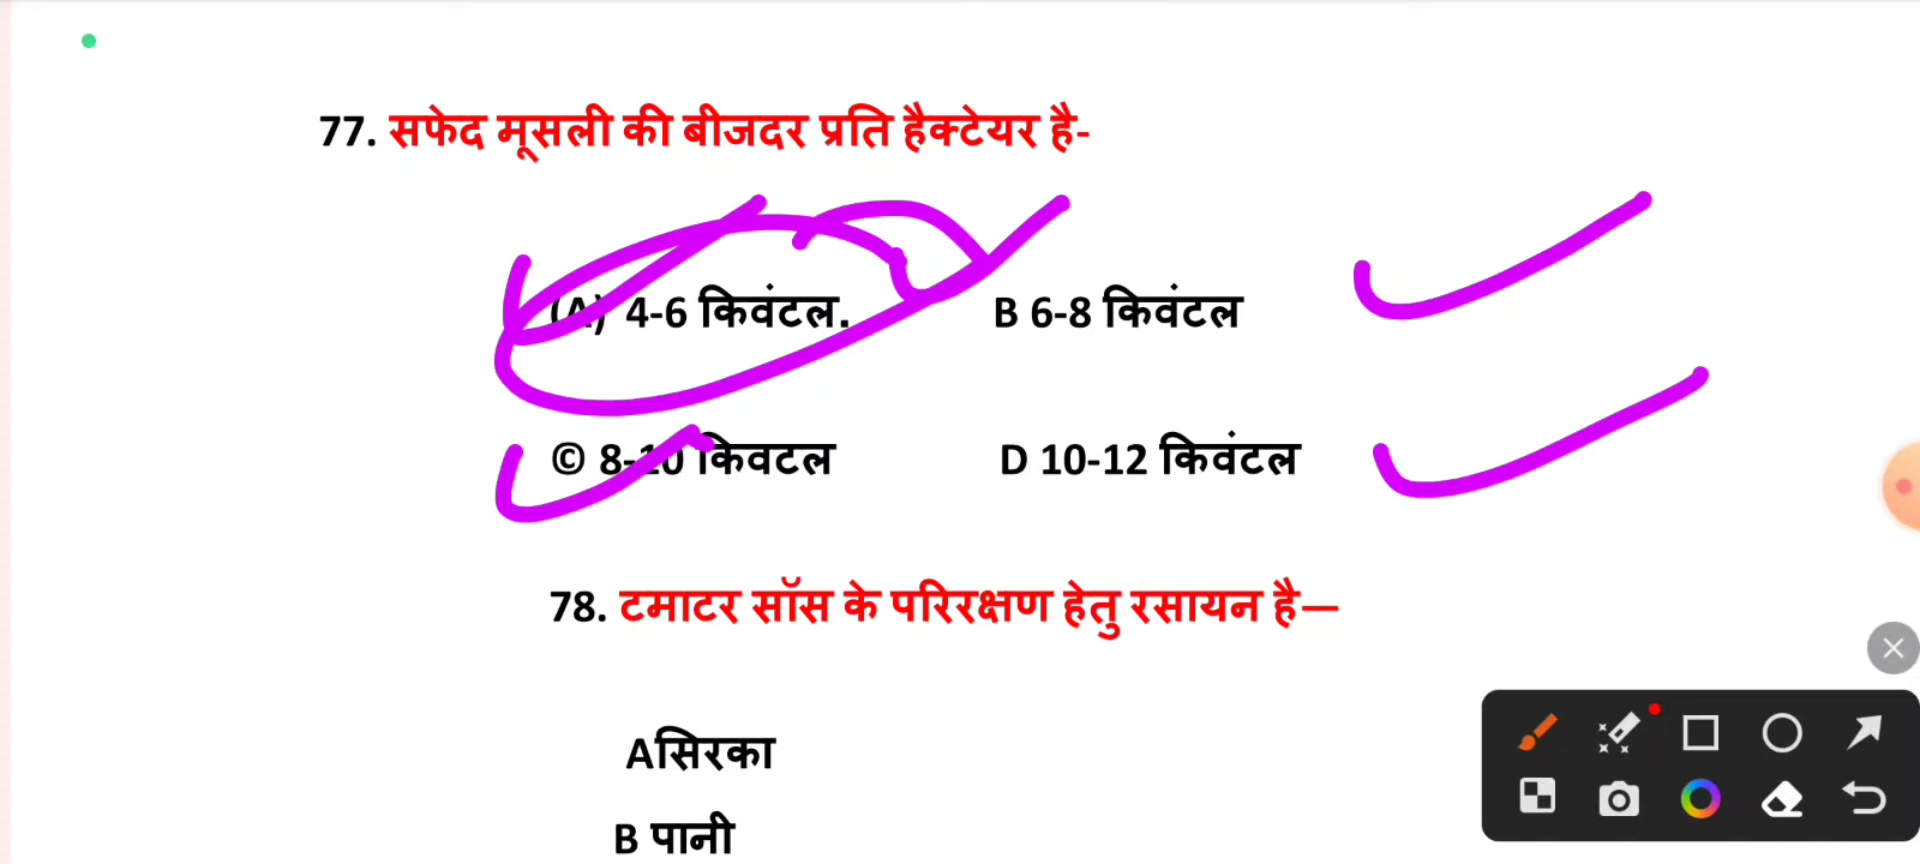 77. सफेद मूसली की बीजदर प्रति हैक्टेयर है-
(A) 4-6 किवंटल. B 6-8 किवंटल
© 8-10 किवंटल D 10-12 किवंटल
78. टमाटर सॉस के परिरक्षण हेतु रसायन है—
Aसिरका
B पानी